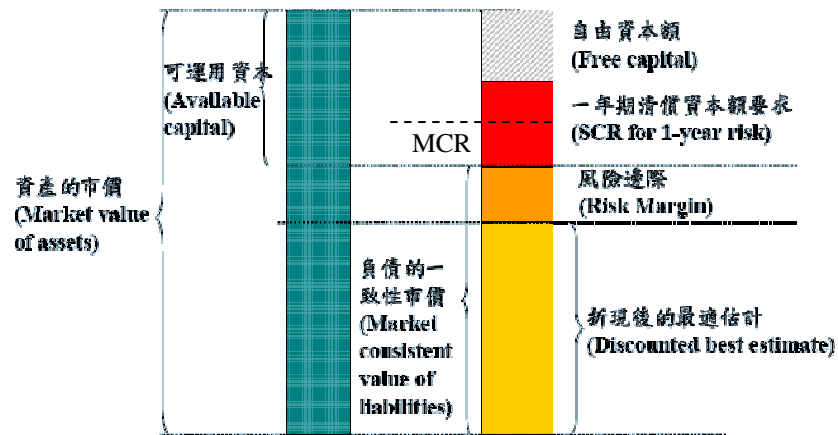 可運用資本
(Available
capital)
資產的市價
(Market value
of assets)
MCR
負債的一
致性市價
(Market
consistent
value of
liabilities)
自由資本額
(Free capital)
一年期清償資本額要求
(SCR for 1-year risk)
風險邊際
(Risk Margin)
折現後的最適估計
(Discounted best estimate)